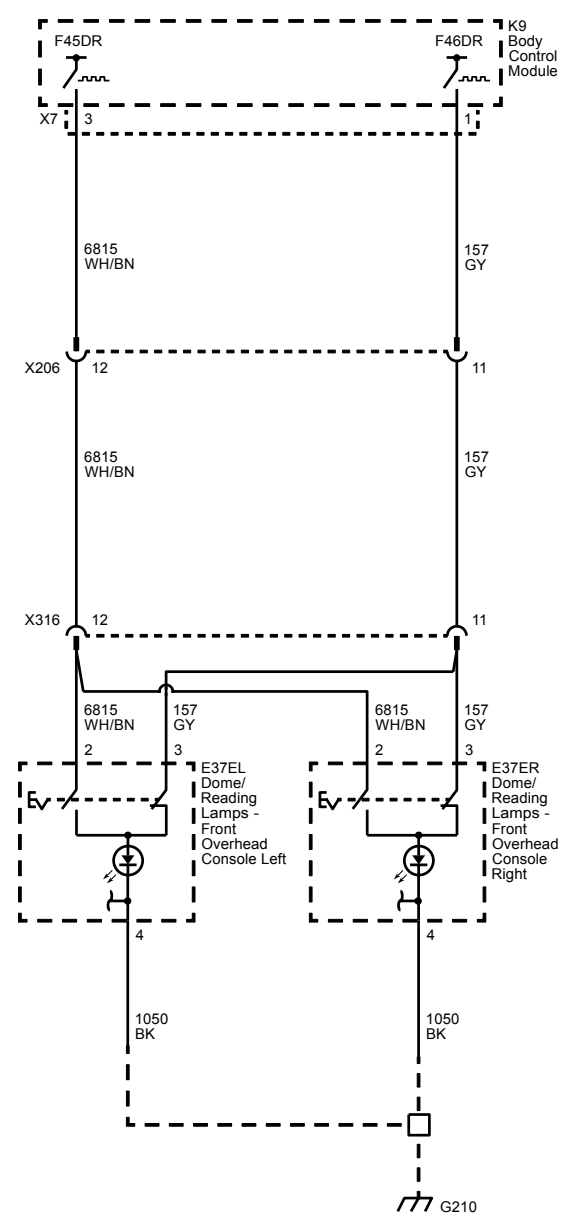 K9
Body
Control
Module
F45DR
F46DR
X7
3
1
6815
WH/BN
157
GY
X206
12
11
6815
WH/BN
157
GY
X316
12
11
6815
WH/BN
157
GY
6815
WH/BN
157
GY
2
3
2
3
E37EL
Dome/
Reading
Lamps -
Front
Overhead
Console Left
E37ER
Dome/
Reading
Lamps -
Front
Overhead
Console
Right
4
4
1050
BK
1050
BK
G210